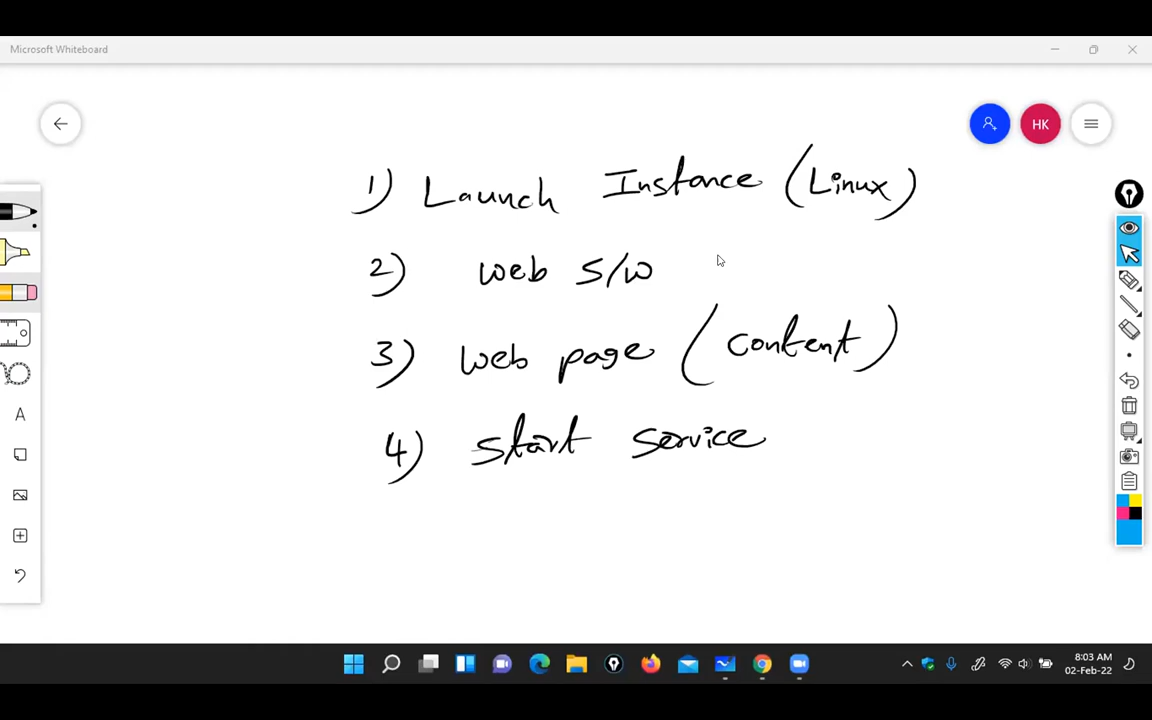 Microsoft Whiteboard
HK
1) Launch Instance (Linux)
2) web s/w
3) web page (content)
4) start service
A
8:03 AM
02-Feb-22